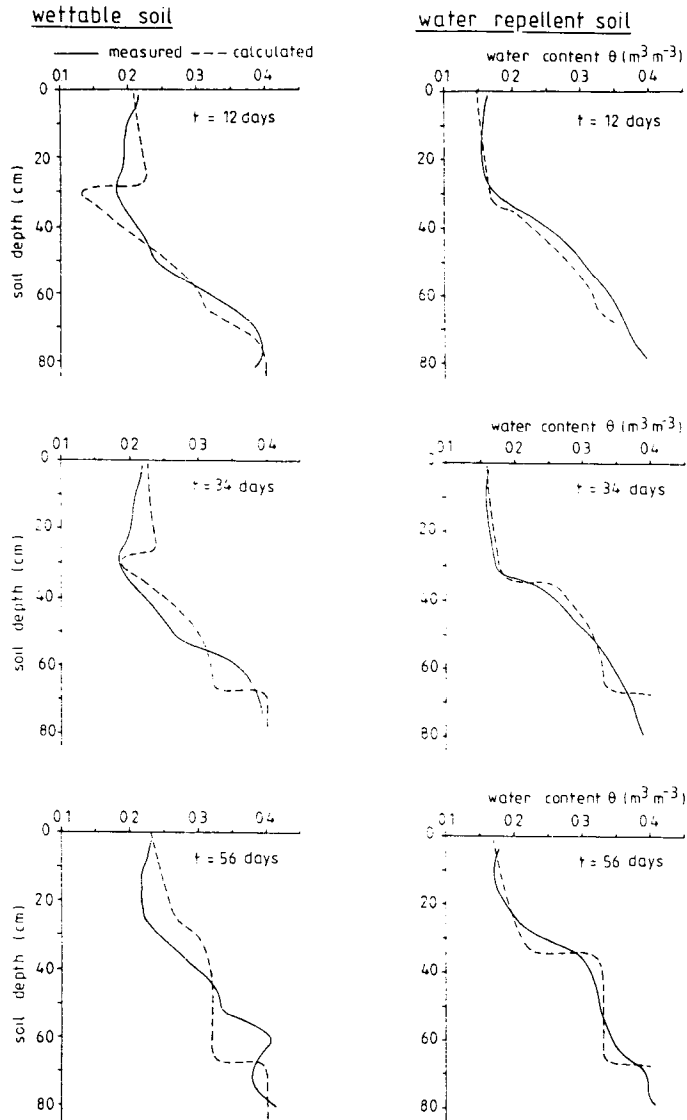 wettable soil
water repellent soil
measured calculated
water content θ (m³ m⁻³)
01 02 03 04
01 02 03 04
0
20
40
60
80
soil depth (cm)
t = 12 days
0
20
40
60
80
t = 12 days
water content θ (m³ m⁻³)
01 02 03 04
01 02 03 04
0
20
40
60
80
soil depth (cm)
t = 34 days
0
20
40
60
80
t = 34 days
water content θ (m³ m⁻³)
01 02 03 04
01 02 03 04
0
20
40
60
80
soil depth (cm)
t = 56 days
0
20
40
60
80
t = 56 days